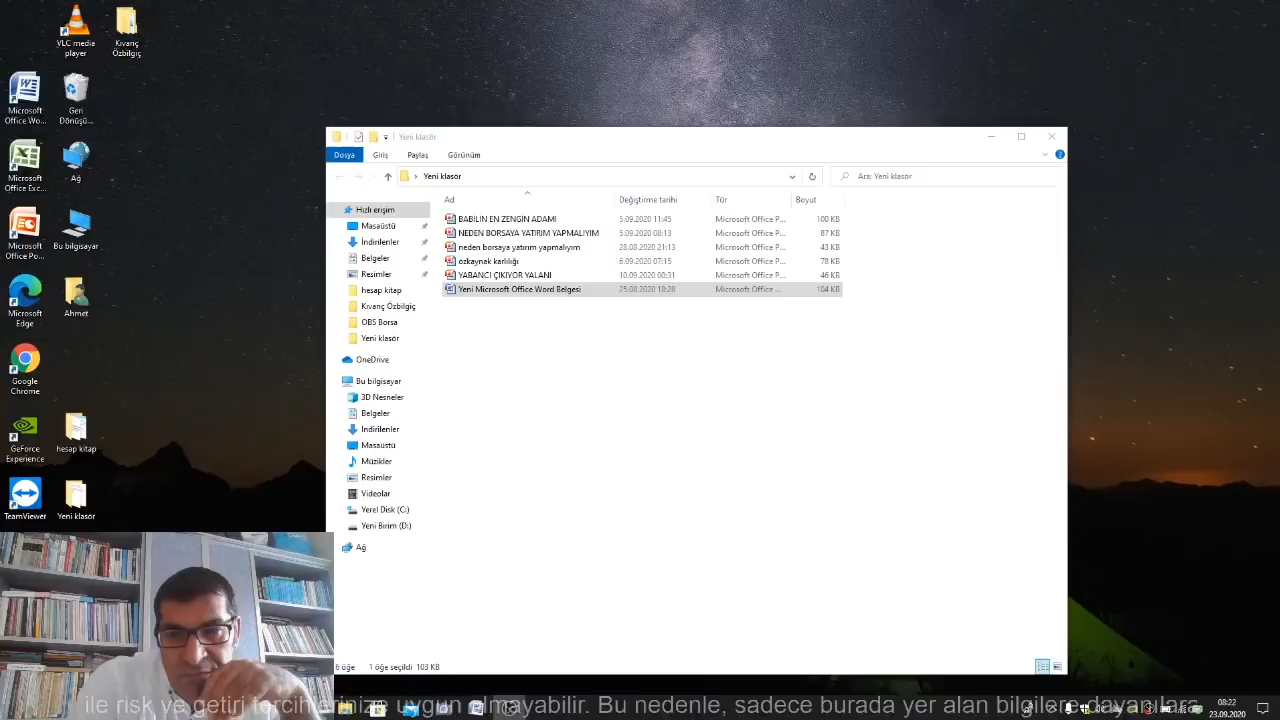 VLC media
player
Kıvanç
Özbilgiç
Microsoft
Office Wo...
Geri
Dönüşü...
Microsoft
Office Exc...
Ağ
Microsoft
Office Po...
Bu bilgisayar
Microsoft
Edge
Ahmet
Google
Chrome
GeForce
Experience
hesap kitap
TeamViewer
Yeni klasör
Yeni klasör
Dosya Giriş Paylaş Görünüm
Yeni klasör
Ara: Yeni klasör
Ad Değiştirme tarihi Tür Boyut
BABİLİN EN ZENGİN ADAMI 5.09.2020 11:45 Microsoft Office P... 100 KB
NEDEN BORSAYA YATIRIM YAPMALIYIM 5.09.2020 08:13 Microsoft Office P... 87 KB
neden borsaya yatırım yapmalıyım 28.08.2020 21:13 Microsoft Office P... 43 KB
özkaynak karlılığı 6.09.2020 07:15 Microsoft Office P... 78 KB
YABANCI ÇIKIYOR YALANI 10.09.2020 00:31 Microsoft Office P... 46 KB
Yeni Microsoft Office Word Belgesi 25.08.2020 18:28 Microsoft Office ... 104 KB
Hızlı erişim
Masaüstü
İndirilenler
Belgeler
Resimler
hesap kitap
Kıvanç Özbilgiç
OBS Borsa
Yeni klasör
OneDrive
Bu bilgisayar
3D Nesneler
Belgeler
İndirilenler
Masaüstü
Müzikler
Resimler
Videolar
Yerel Disk (C:)
Yeni Birim (D:)
Ağ
6 öğe 1 öğe seçildi 103 KB
ile risk ve getiri tercihlerinize uygun olmayabilir. Bu nedenle, sadece burada yer alan bilgilere dayanıla
08:22
23.09.2020